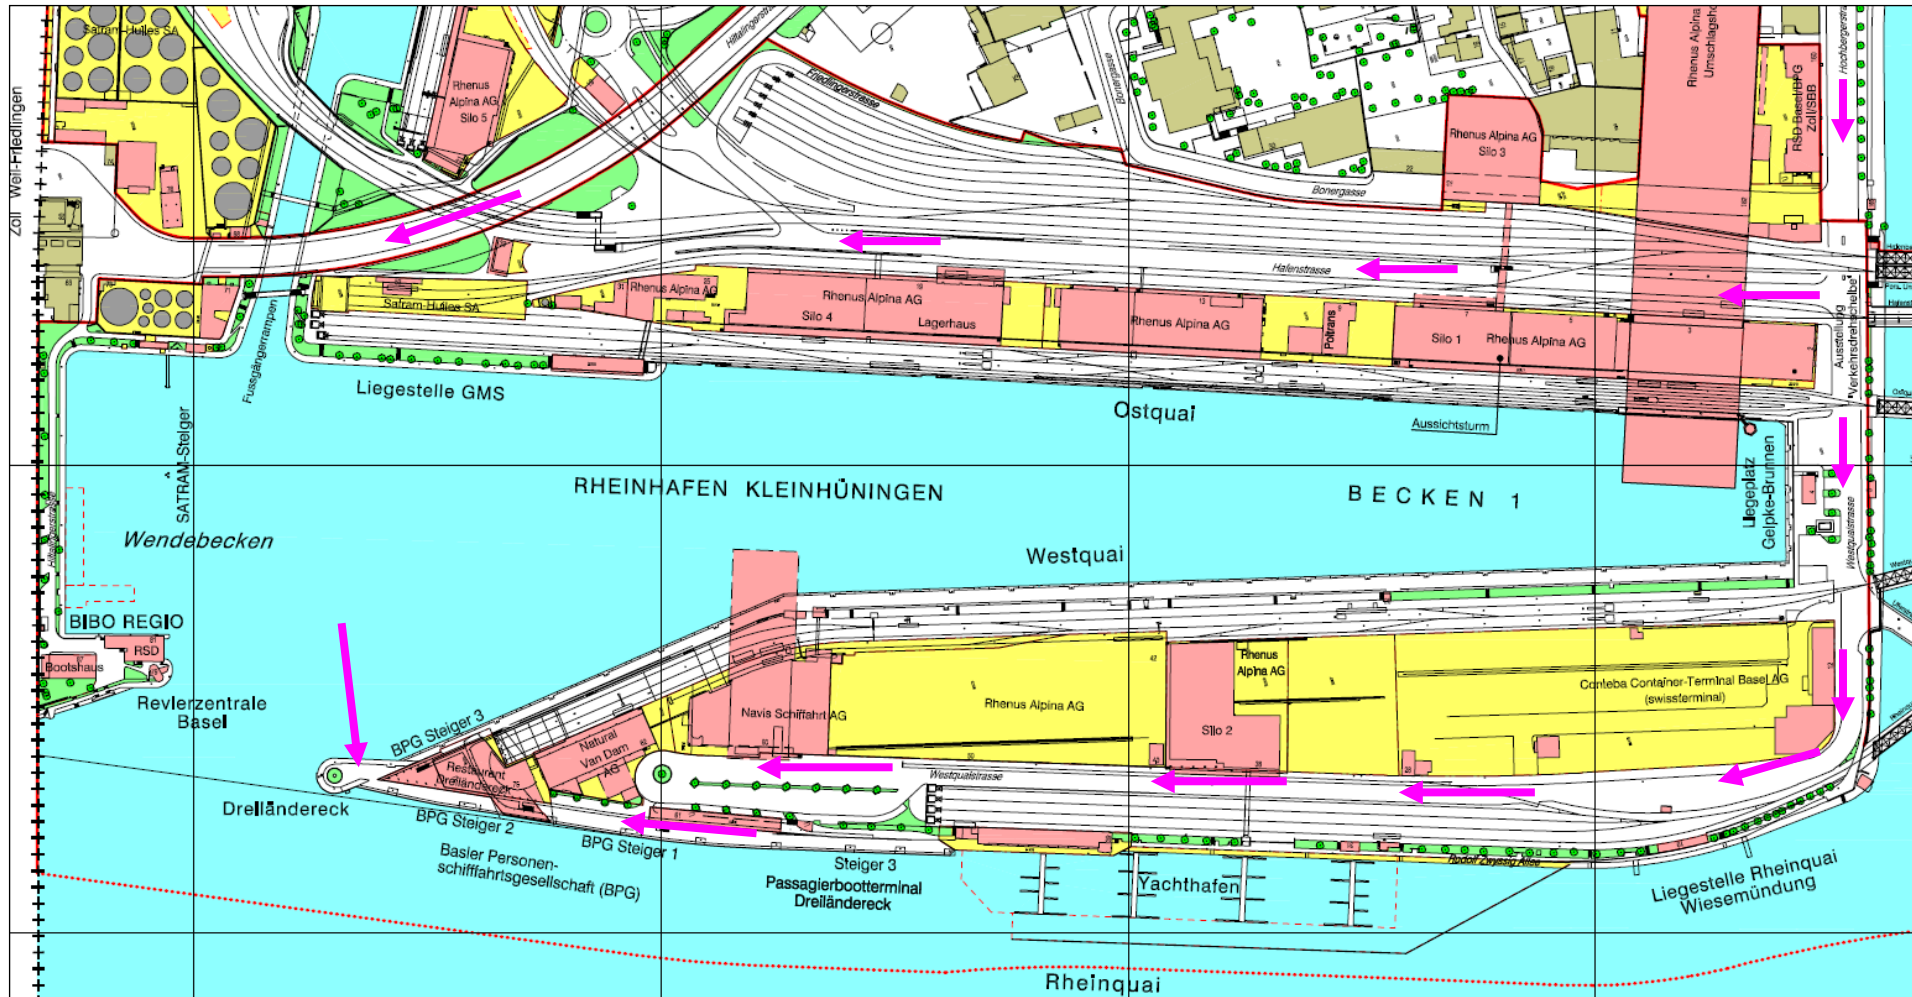 Satram-Huiles SA
Hiltalingerstrasse
Rhenus
Alpina AG
Silo 5
Friedlingerstrasse
Bonergasse
Rhenus Alpina AG
Silo 3
Rhenus Alpina
Umschlagshof
RSD Basel/BPG
Zoll/SBB
Hochbergerstrasse
Zoll Weil-Friedlingen
Bonergasse
Hafenstrasse
Satram-Huiles SA
Rhenus Alpina AG
Rhenus Alpina AG
Silo 4
Lagerhaus
Rhenus Alpina AG
Poltrans
Silo 1
Rhenus Alpina AG
Ausstellung
Verkehrsdrehscheibe
Fussgängerrampen
Liegestelle GMS
Ostquai
Aussichtsturm
SATRAM-Steiger
Hiltalingerstrasse
RHEINHAFEN KLEINHÜNINGEN
BECKEN 1
Liegeplatz
Gelpke-Brunnen
Westquaistrasse
Wendebecken
Westquai
BIBO REGIO
RSD
Bootshaus
Revierzentrale
Basel
BPG Steiger 3
Natural
Van Dam
AG
Restaurant
Dreiländereck
Navis Schiffahrt AG
Rhenus Alpina AG
Rhenus
Alpina AG
Silo 2
Conteba Container-Terminal Basel AG
(swissterminal)
Westquaistrasse
Dreiländereck
BPG Steiger 2
BPG Steiger 1
Basler Personen-
schifffahrtsgesellschaft (BPG)
Steiger 3
Passagierbootterminal
Dreiländereck
Yachthafen
Rudolf Zwyssig Allee
Liegestelle Rheinquai
Wiesemündung
Rheinquai